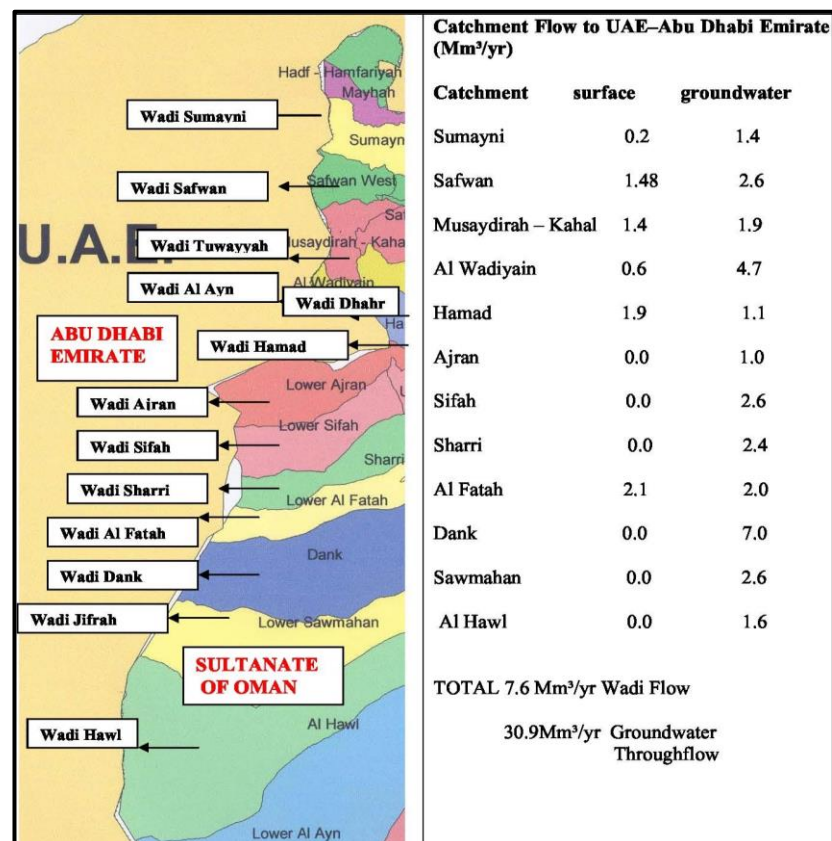 Hadf - Hamfariyah
Mayhah
Wadi Sumayni
Sumayn
Wadi Safwan
Safwan West
Saf
U.A.E.
Musaydirah - Kaha
Wadi Tuwayyah
Al Wadiyain
Wadi Al Ayn
Wadi Dhahr
Ha
ABU DHABI
EMIRATE
Wadi Hamad
Lower Ajran
Wadi Ajran
Lower Sifah
Wadi Sifah
Sharri
Wadi Sharri
Lower Al Fatah
Wadi Al Fatah
Dank
Wadi Dank
Wadi Jifrah
Lower Sawmahan
SULTANATE
OF OMAN
Al Hawl
Wadi Hawl
Lower Al Ayn
Catchment Flow to UAE–Abu Dhabi Emirate
(Mm³/yr)
Catchment surface groundwater
Sumayni 0.2 1.4
Safwan 1.48 2.6
Musaydirah – Kahal 1.4 1.9
Al Wadiyain 0.6 4.7
Hamad 1.9 1.1
Ajran 0.0 1.0
Sifah 0.0 2.6
Sharri 0.0 2.4
Al Fatah 2.1 2.0
Dank 0.0 7.0
Sawmahan 0.0 2.6
Al Hawl 0.0 1.6
TOTAL 7.6 Mm³/yr Wadi Flow
30.9Mm³/yr Groundwater
Throughflow